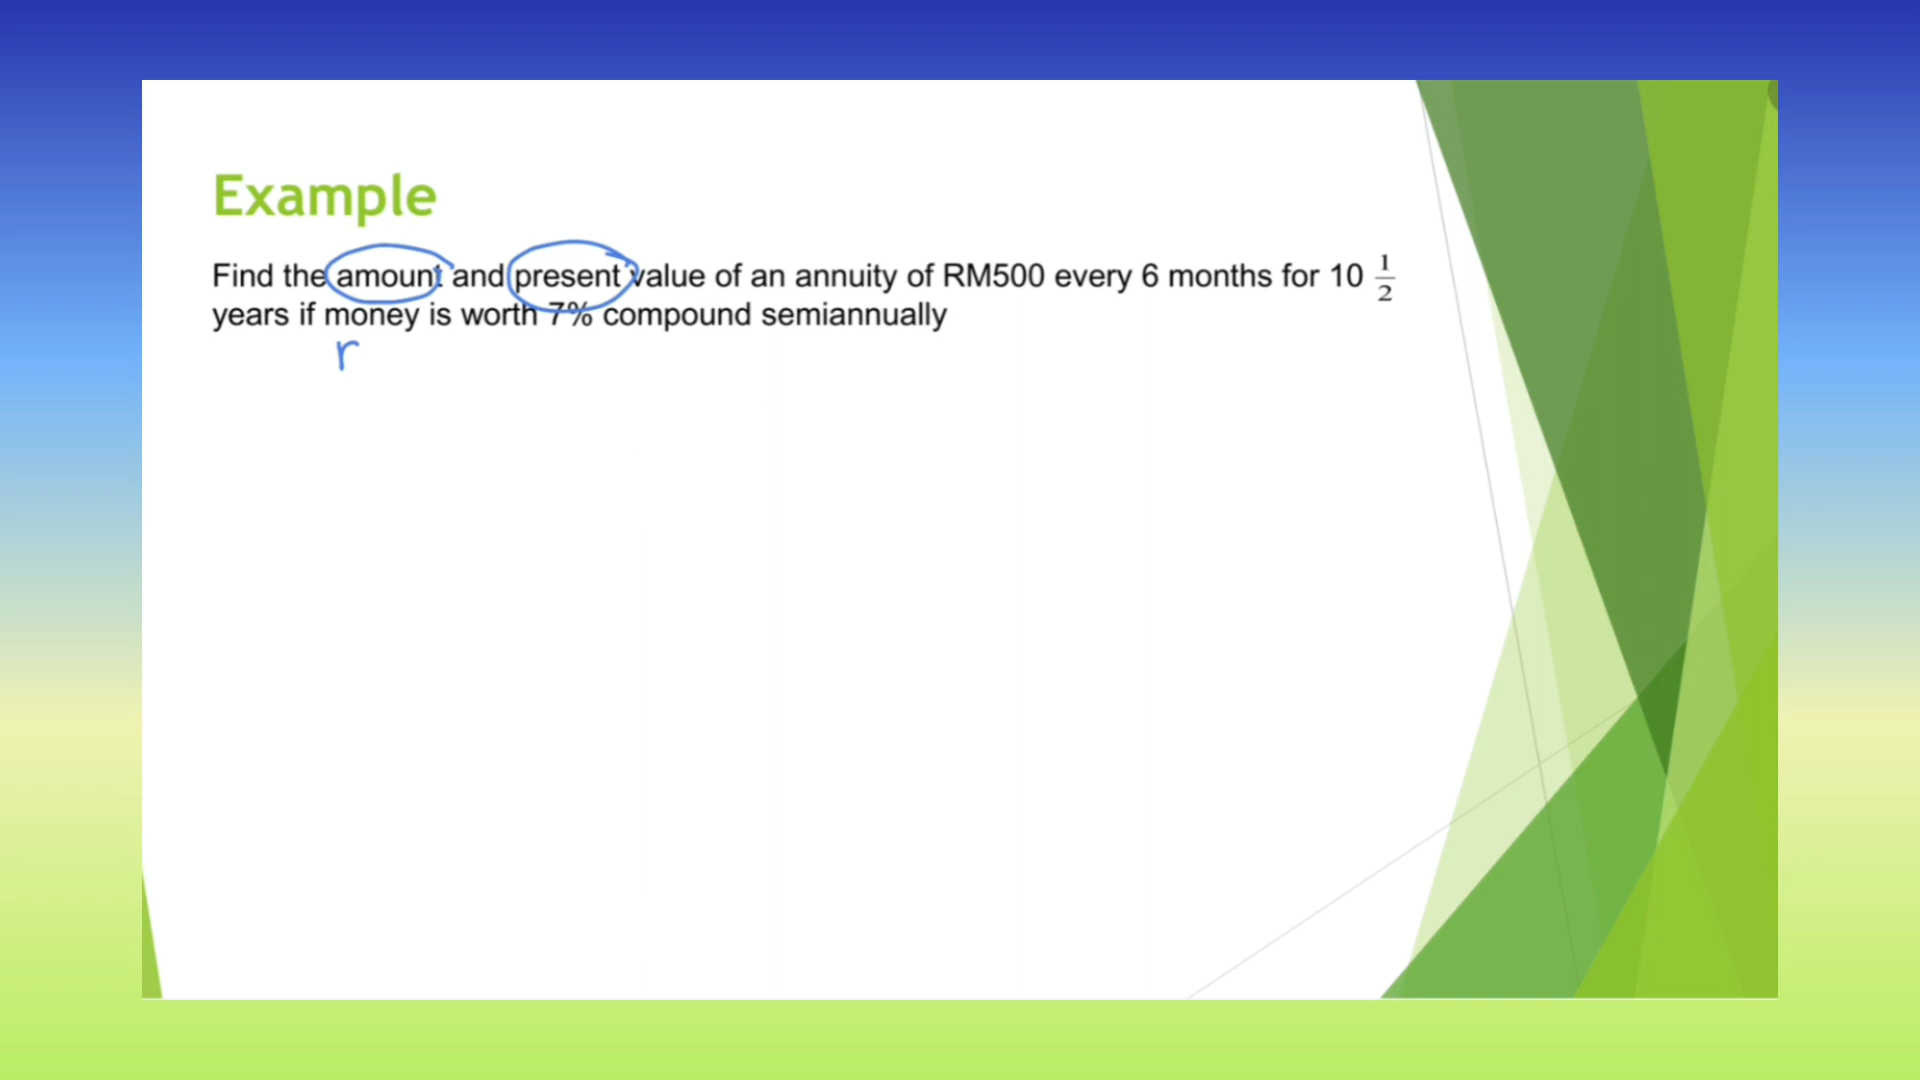 Example
Find the amount and present value of an annuity of RM500 every 6 months for 10 1/2
years if money is worth 7% compound semiannually
r